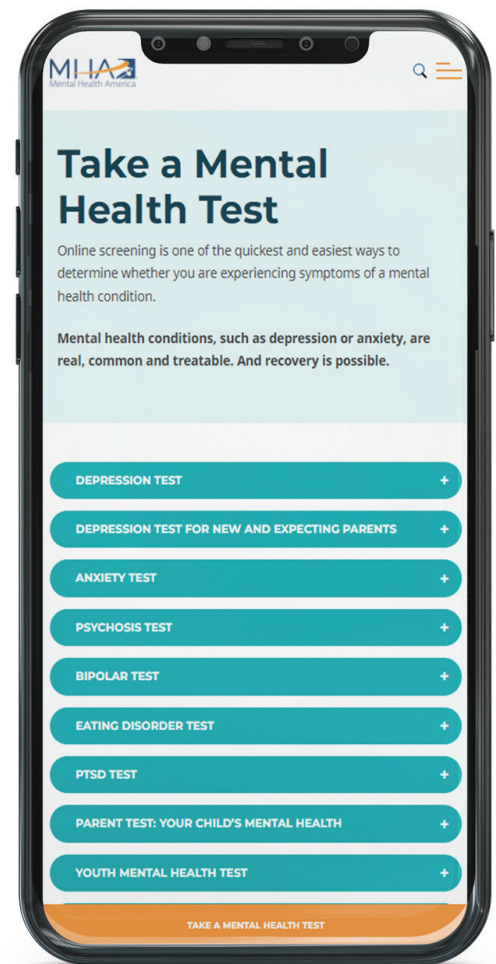 MHA
Mental Health America
Take a Mental
Health Test
Online screening is one of the quickest and easiest ways to
determine whether you are experiencing symptoms of a mental
health condition.
Mental health conditions, such as depression or anxiety, are
real, common and treatable. And recovery is possible.
DEPRESSION TEST +
DEPRESSION TEST FOR NEW AND EXPECTING PARENTS +
ANXIETY TEST +
PSYCHOSIS TEST +
BIPOLAR TEST +
EATING DISORDER TEST +
PTSD TEST +
PARENT TEST: YOUR CHILD'S MENTAL HEALTH +
YOUTH MENTAL HEALTH TEST +
TAKE A MENTAL HEALTH TEST